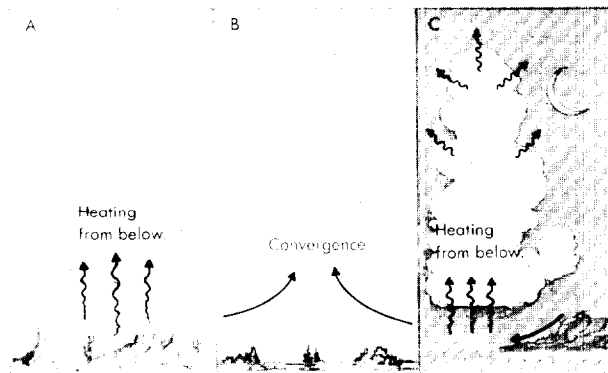 A
Heating
from below.
B
Convergence
C
Heating
from below.